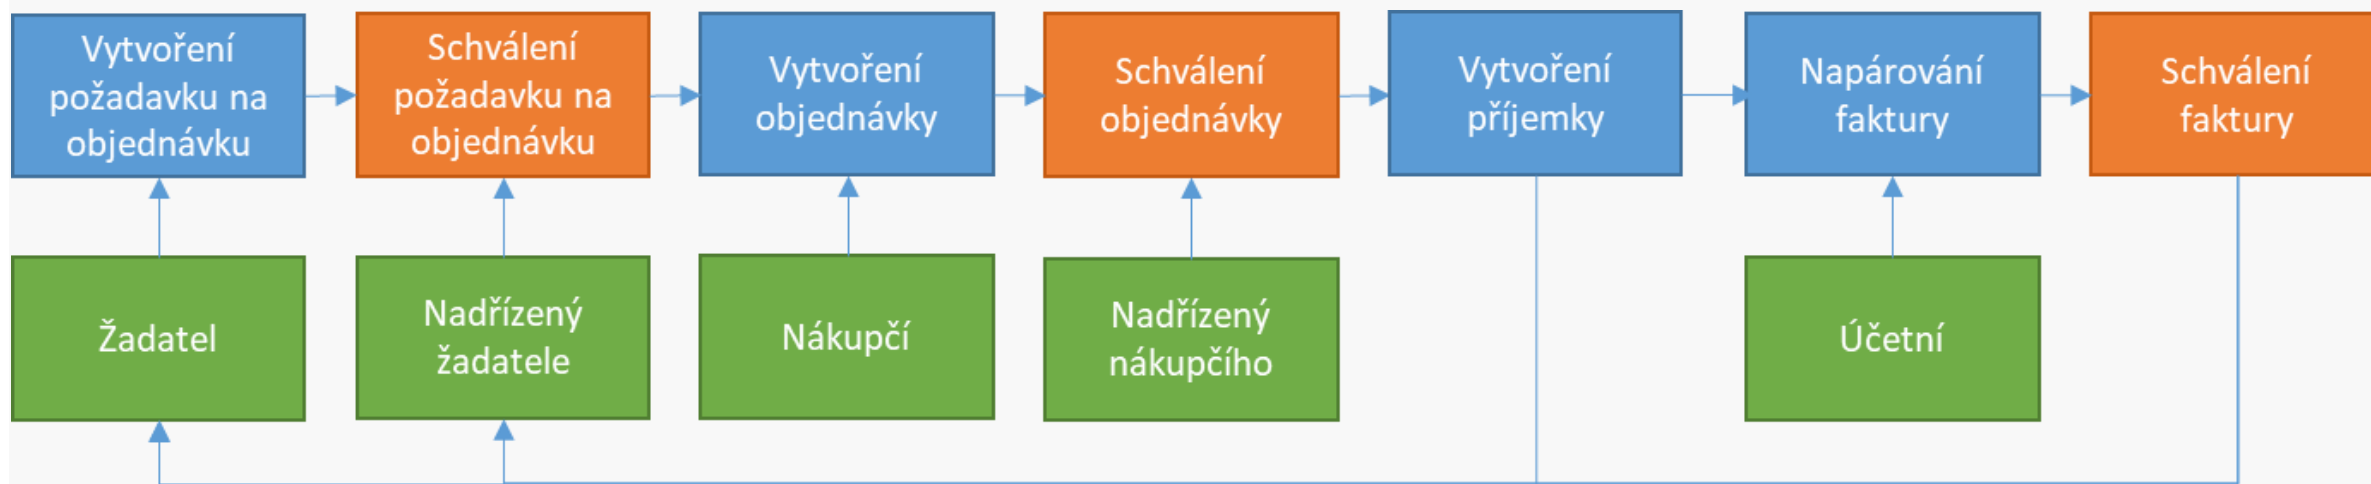 Vytvoření
požadavku na
objednávku
Schválení
požadavku na
objednávku
Vytvoření
objednávky
Schválení
objednávky
Vytvoření
příjemky
Napárování
faktury
Schválení
faktury
Žadatel
Nadřízený
žadatele
Nákupčí
Nadřízený
nákupčího
Účetní